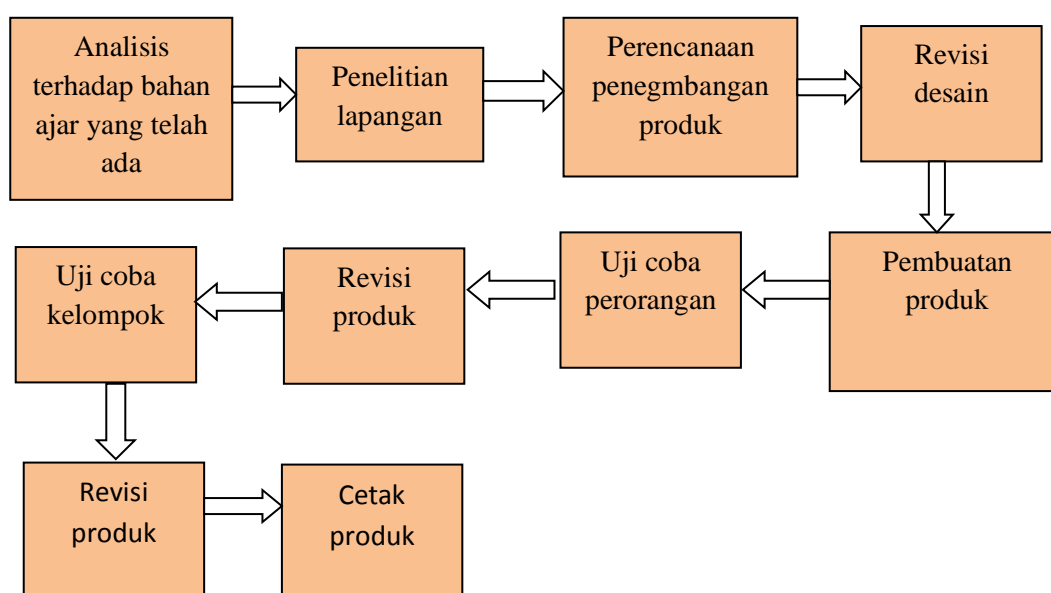 Analisis
terhadap bahan
ajar yang telah
ada
Penelitian
lapangan
Perencanaan
penegmbangan
produk
Revisi
desain
Pembuatan
produk
Uji coba
perorangan
Revisi
produk
Uji coba
kelompok
Revisi
produk
Cetak
produk